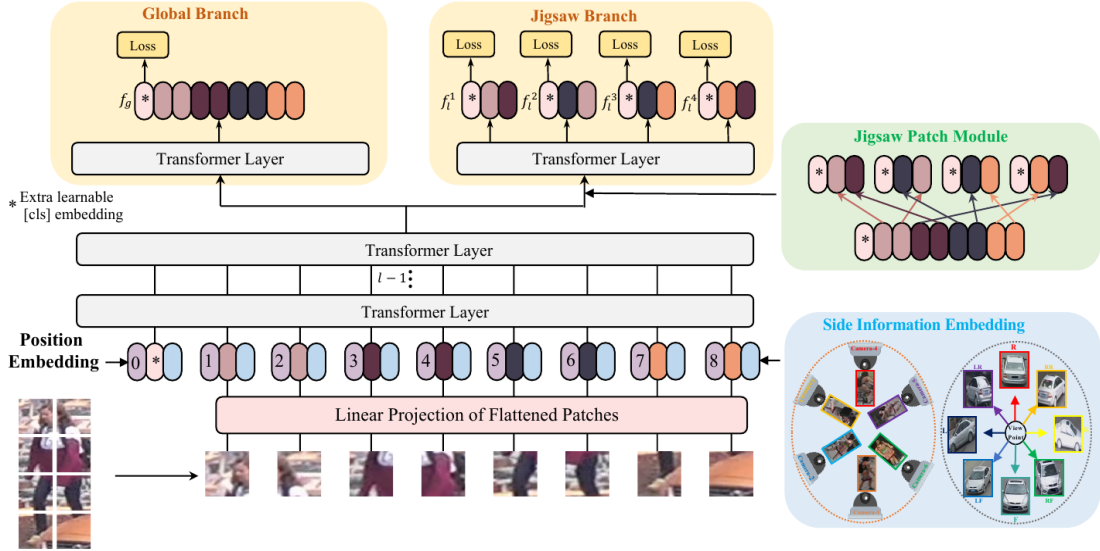 Global Branch
Loss
f_g
*
Transformer Layer
Jigsaw Branch
Loss
Loss
Loss
Loss
f_l^1
*
f_l^2
*
f_l^3
*
f_l^4
*
Transformer Layer
* Extra learnable
[cls] embedding
Jigsaw Patch Module
*
*
*
*
*
Transformer Layer
l − 1
Transformer Layer
Position
Embedding
0
*
1
2
3
4
5
6
7
8
Linear Projection of Flattened Patches
Side Information Embedding
Camera-4
R
LR
RR
L
View
Point
LF
RF
F